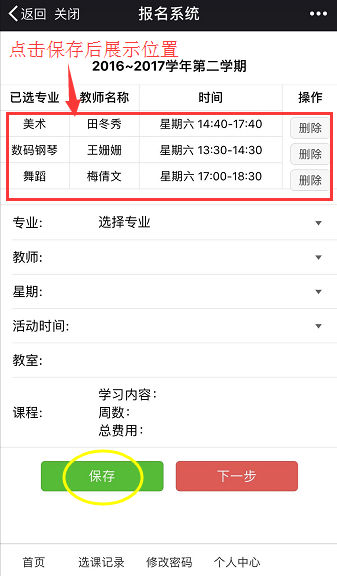 返回 关闭 报名系统
点击保存后展示位置
2016~2017学年第二学期
已选专业 教师名称 时间 操作
美术 田冬秀 星期六 14:40-17:40 删除
数码钢琴 王姗姗 星期六 13:30-14:30 删除
舞蹈 梅倩文 星期六 17:00-18:30 删除
专业: 选择专业
教师:
星期:
活动时间:
教室:
学习内容:
课程: 周数:
总费用:
保存 下一步
首页 选课记录 修改密码 个人中心